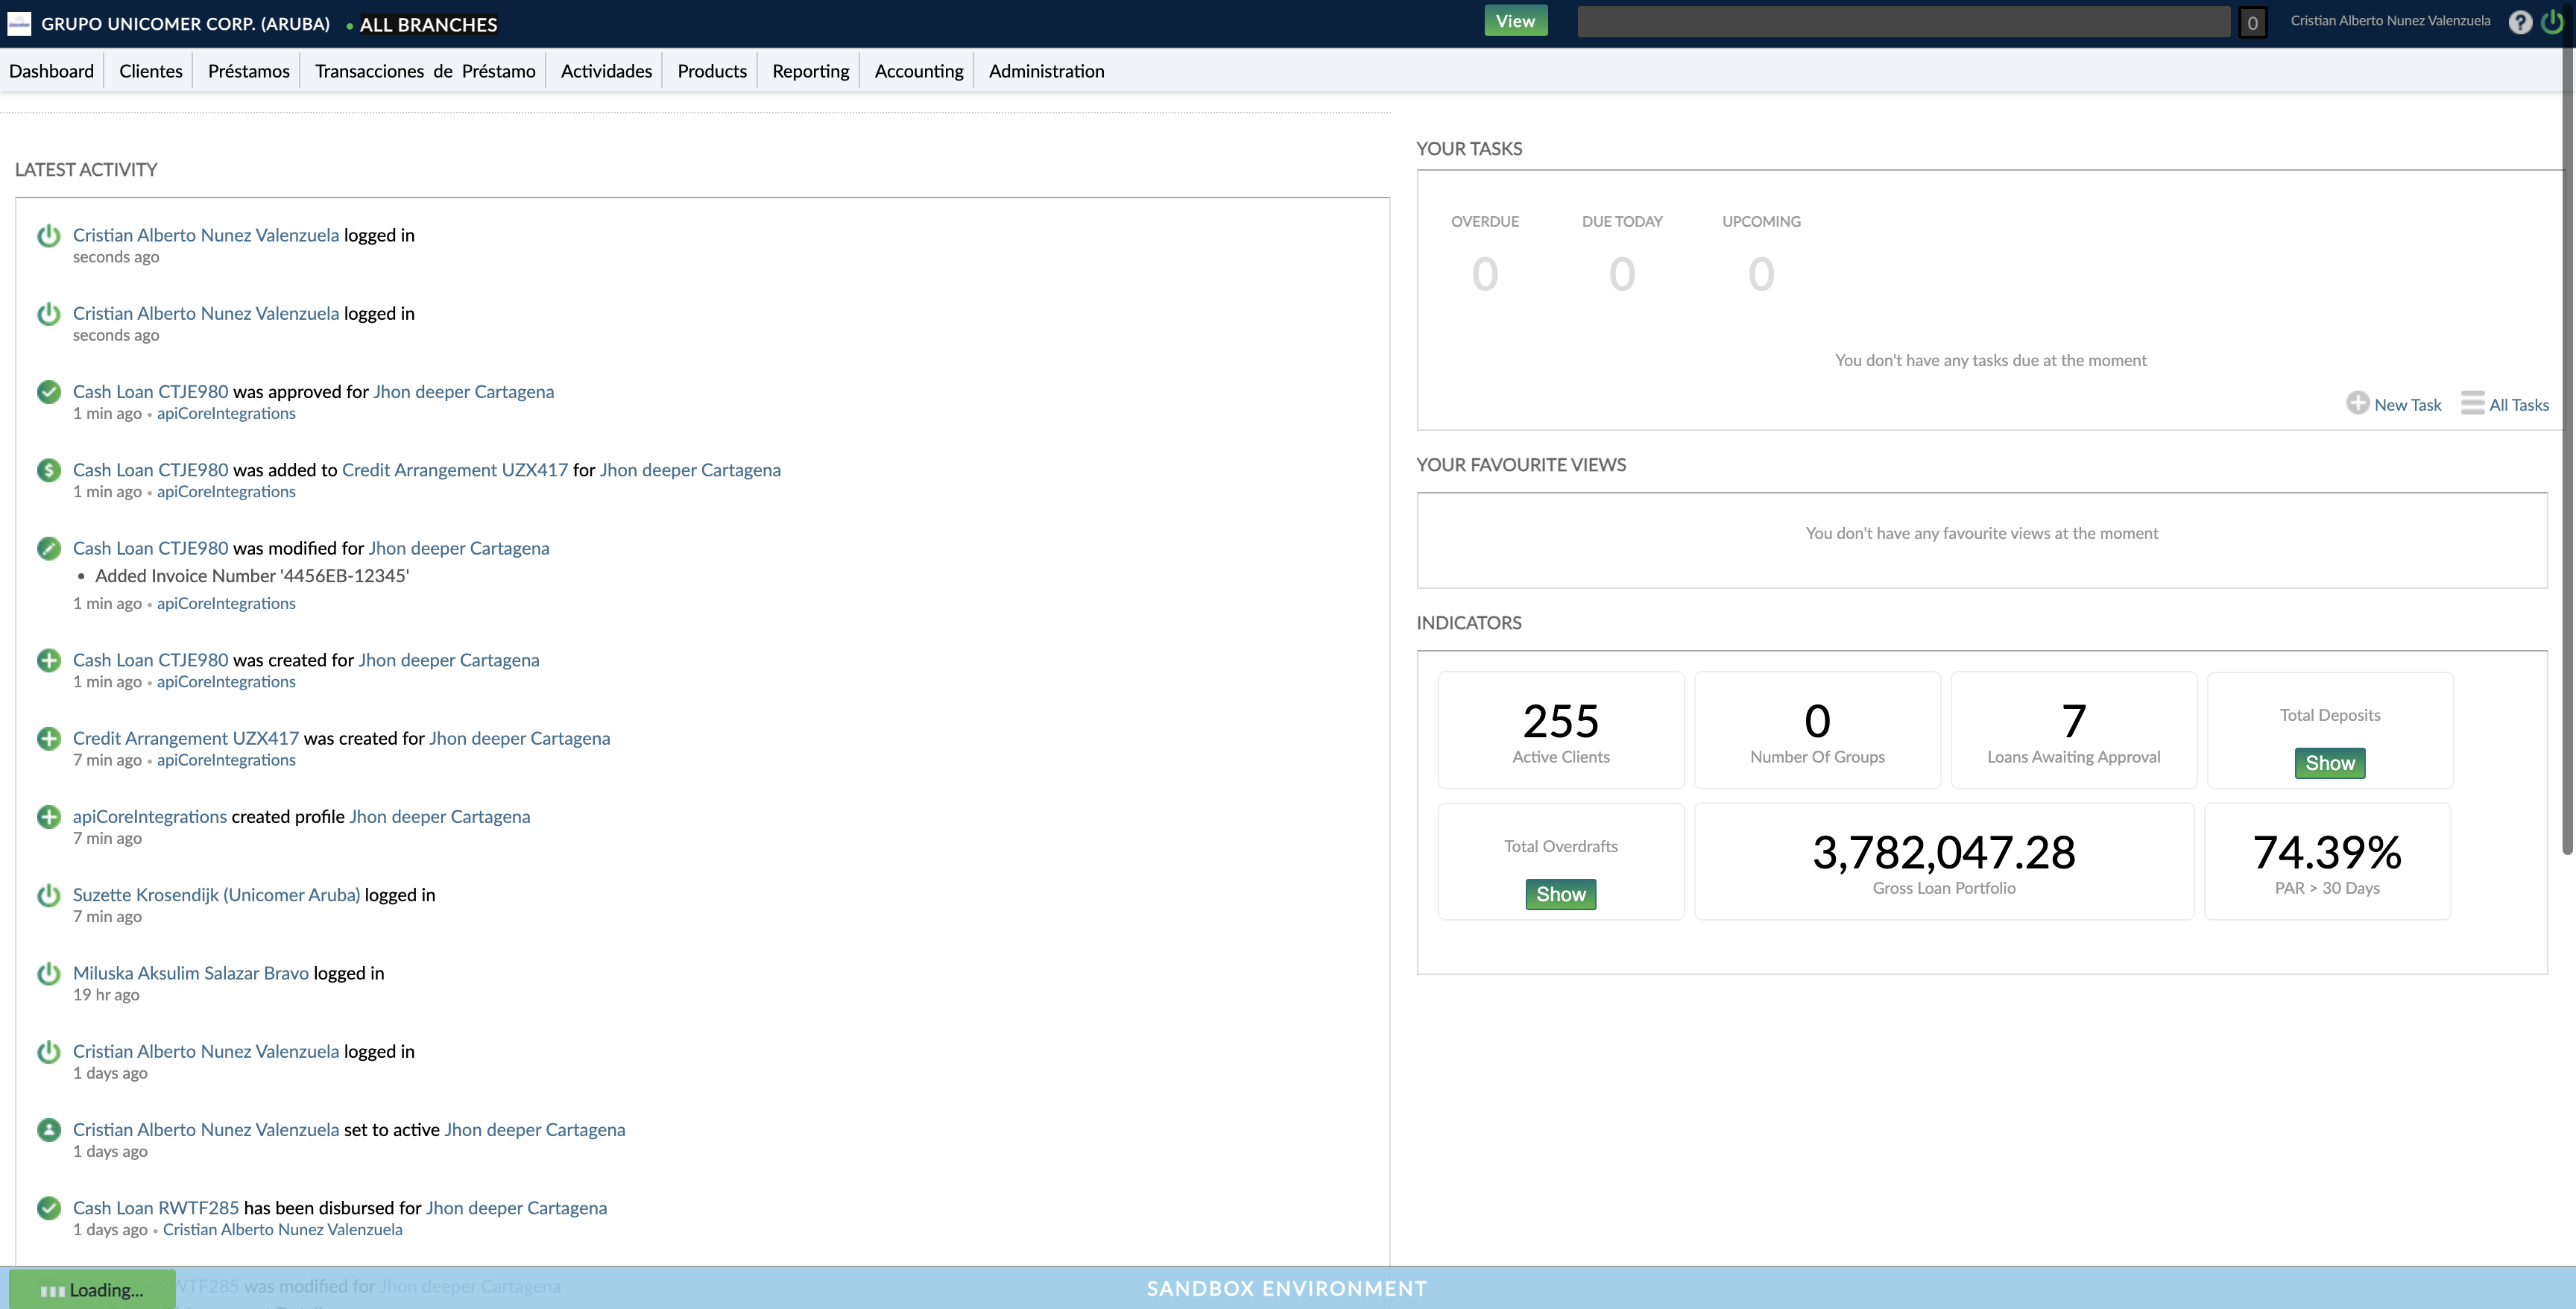 GRUPO UNICOMER CORP. (ARUBA) • ALL BRANCHES
View
0
Cristian Alberto Nunez Valenzuela
?
Dashboard Clientes Préstamos Transacciones de Préstamo Actividades Products Reporting Accounting Administration
LATEST ACTIVITY
Cristian Alberto Nunez Valenzuela logged in
seconds ago
Cristian Alberto Nunez Valenzuela logged in
seconds ago
Cash Loan CTJE980 was approved for Jhon deeper Cartagena
1 min ago • apiCoreIntegrations
Cash Loan CTJE980 was added to Credit Arrangement UZX417 for Jhon deeper Cartagena
1 min ago • apiCoreIntegrations
Cash Loan CTJE980 was modified for Jhon deeper Cartagena
• Added Invoice Number '4456EB-12345'
1 min ago • apiCoreIntegrations
Cash Loan CTJE980 was created for Jhon deeper Cartagena
1 min ago • apiCoreIntegrations
Credit Arrangement UZX417 was created for Jhon deeper Cartagena
7 min ago • apiCoreIntegrations
apiCoreIntegrations created profile Jhon deeper Cartagena
7 min ago
Suzette Krosendijk (Unicomer Aruba) logged in
7 min ago
Miluska Aksulim Salazar Bravo logged in
19 hr ago
Cristian Alberto Nunez Valenzuela logged in
1 days ago
Cristian Alberto Nunez Valenzuela set to active Jhon deeper Cartagena
1 days ago
Cash Loan RWTF285 has been disbursed for Jhon deeper Cartagena
1 days ago • Cristian Alberto Nunez Valenzuela
was modified for Jhon deeper Cartagena
YOUR TASKS
OVERDUE DUE TODAY UPCOMING
0 0 0
You don't have any tasks due at the moment
New Task All Tasks
YOUR FAVOURITE VIEWS
You don't have any favourite views at the moment
INDICATORS
255
Active Clients
0
Number Of Groups
7
Loans Awaiting Approval
Total Deposits
Show
Total Overdrafts
Show
3,782,047.28
Gross Loan Portfolio
74.39%
PAR > 30 Days
Loading...
SANDBOX ENVIRONMENT